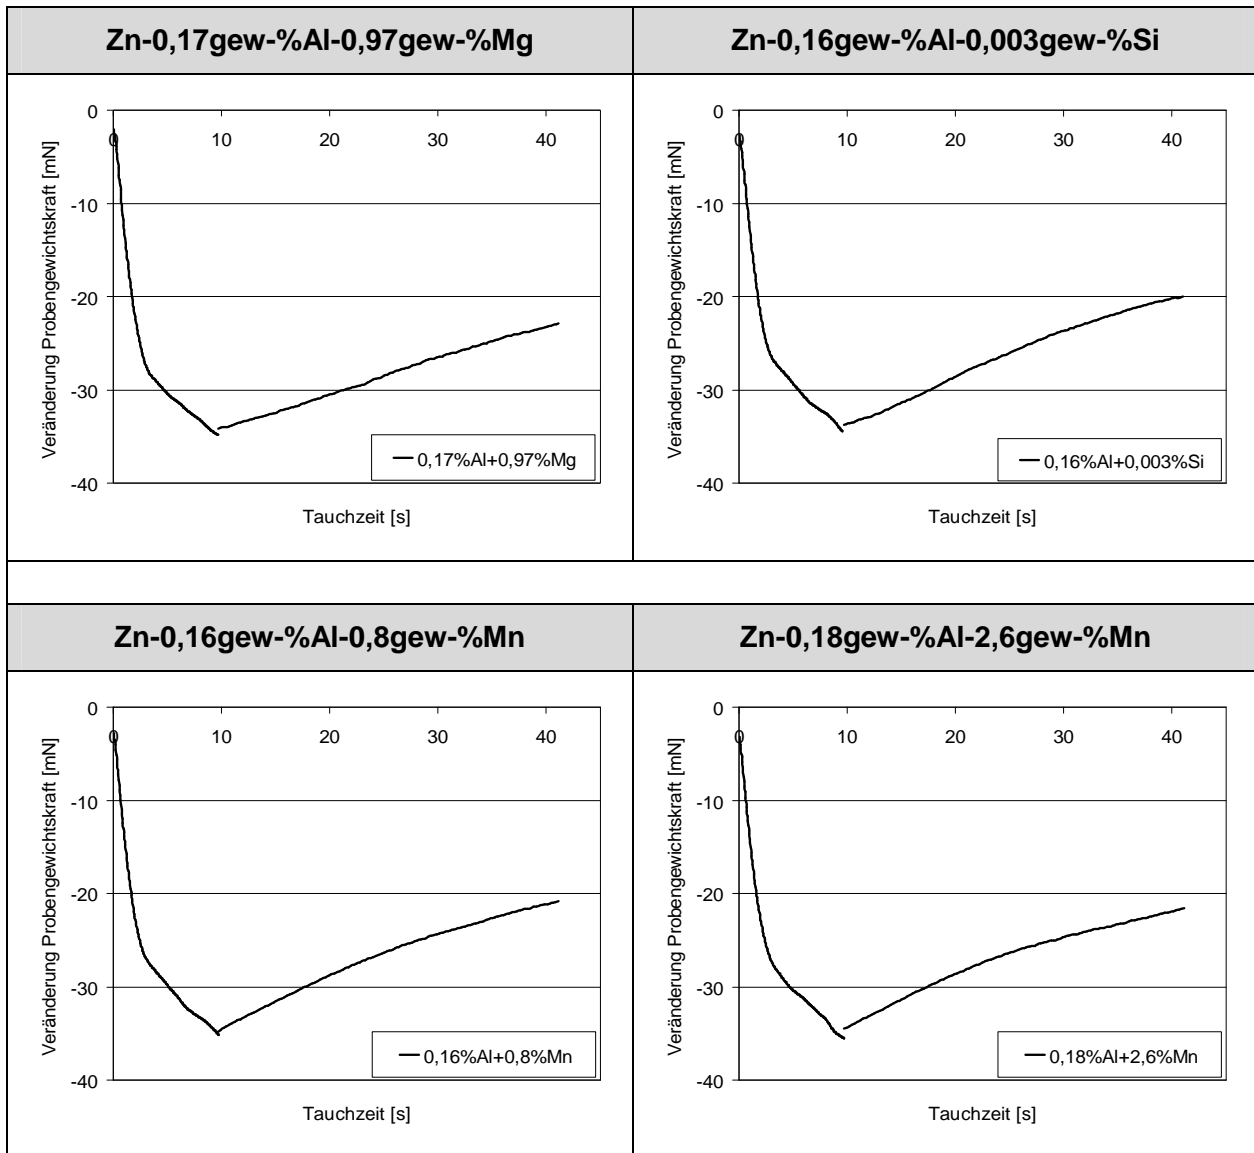 Zn-0,17gew-%Al-0,97gew-%Mg
Zn-0,16gew-%Al-0,003gew-%Si
0
-10
-20
-30
-40
0
10
20
30
40
Veränderung Probengewichtskraft [mN]
Tauchzeit [s]
0,17%Al+0,97%Mg
0
-10
-20
-30
-40
0
10
20
30
40
Veränderung Probengewichtskraft [mN]
Tauchzeit [s]
0,16%Al+0,003%Si
Zn-0,16gew-%Al-0,8gew-%Mn
Zn-0,18gew-%Al-2,6gew-%Mn
0
-10
-20
-30
-40
0
10
20
30
40
Veränderung Probengewichtskraft [mN]
Tauchzeit [s]
0,16%Al+0,8%Mn
0
-10
-20
-30
-40
0
10
20
30
40
Veränderung Probengewichtskraft [mN]
Tauchzeit [s]
0,18%Al+2,6%Mn